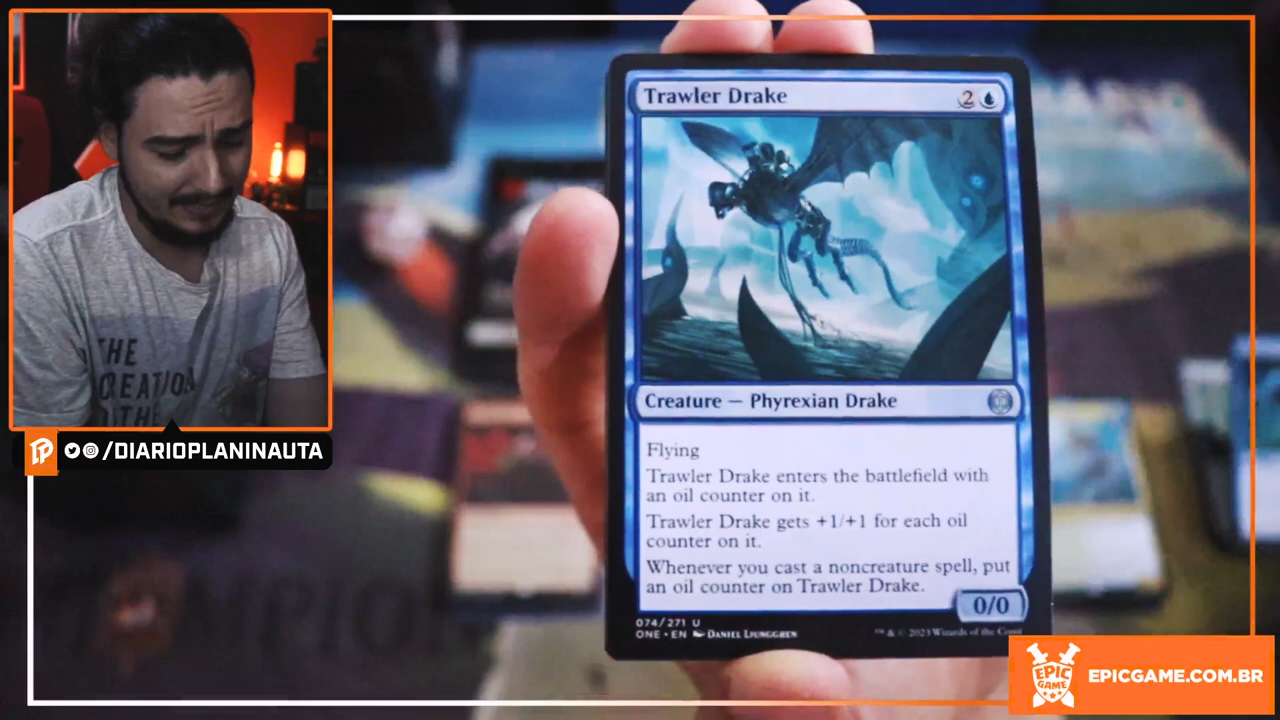 Trawler Drake
2
Creature — Phyrexian Drake
Flying
Trawler Drake enters the battlefield with
an oil counter on it.
Trawler Drake gets +1/+1 for each oil
counter on it.
Whenever you cast a noncreature spell, put
an oil counter on Trawler Drake.
0/0
074/271 U
ONE • EN DANIEL LJUNGGREN
™ & © 2023 Wizards of the Coast
THE
CREATION
/DIARIOPLANINAUTA
EPIC
GAME
EPICGAME.COM.BR